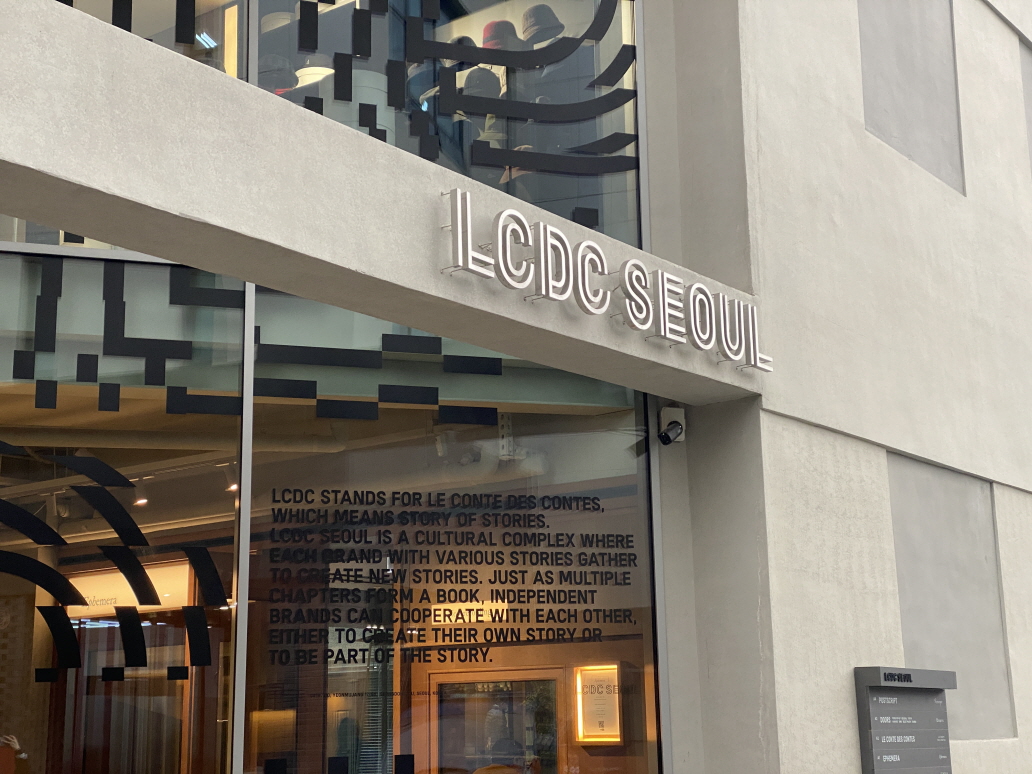 LCDC SEOUL
LCDC STANDS FOR LE CONTE DES CONTES,
WHICH MEANS STORY OF STORIES.
LCDC SEOUL IS A CULTURAL COMPLEX WHERE
EACH BRAND WITH VARIOUS STORIES GATHER
TO CREATE NEW STORIES. JUST AS MULTIPLE
CHAPTERS FORM A BOOK, INDEPENDENT
BRANDS CAN COOPERATE WITH EACH OTHER,
EITHER TO CREATE THEIR OWN STORY OR
TO BE PART OF THE STORY.
Ephemera
LCDC SEOUL
LCDC SEOUL
POSTSCRIPT
DOORS
LE CONTE DES CONTES
EPHEMERA